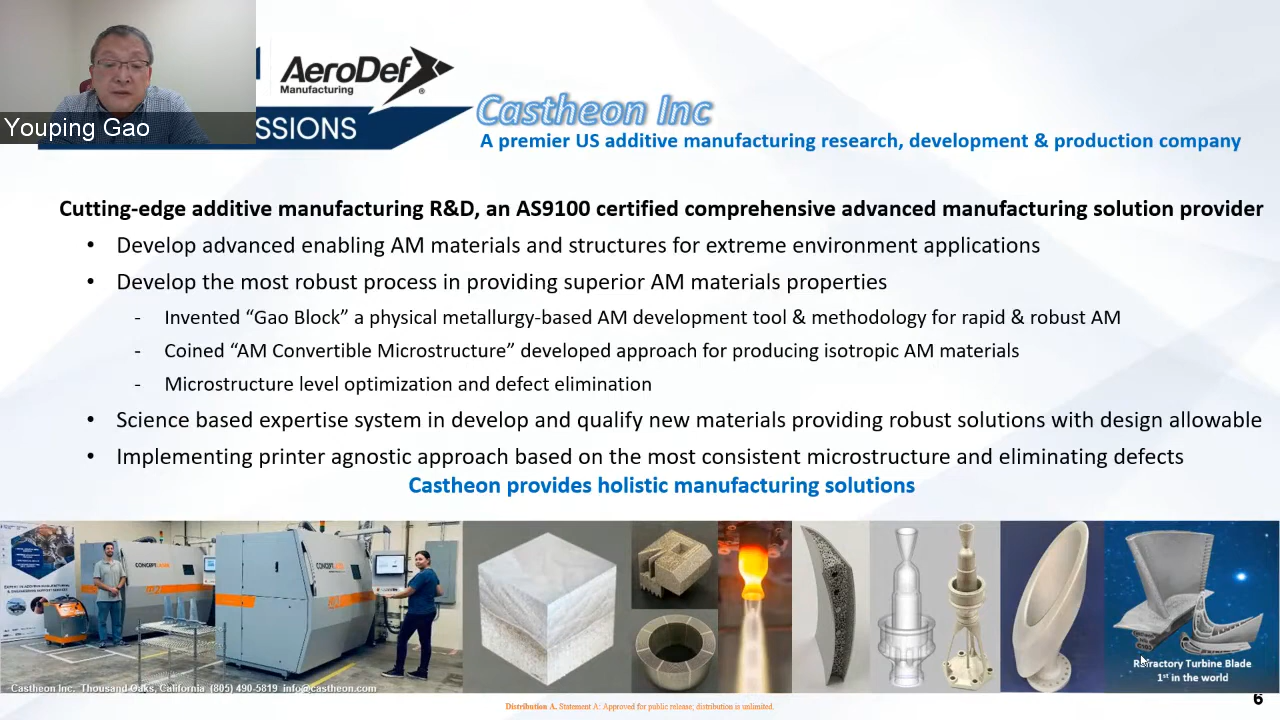 AeroDef
Manufacturing
®
Youping Gao
SSIONS
Castheon Inc
A premier US additive manufacturing research, development & production company
Cutting-edge additive manufacturing R&D, an AS9100 certified comprehensive advanced manufacturing solution provider
• Develop advanced enabling AM materials and structures for extreme environment applications
• Develop the most robust process in providing superior AM materials properties
- Invented “Gao Block” a physical metallurgy-based AM development tool & methodology for rapid & robust AM
- Coined “AM Convertible Microstructure” developed approach for producing isotropic AM materials
- Microstructure level optimization and defect elimination
• Science based expertise system in develop and qualify new materials providing robust solutions with design allowable
• Implementing printer agnostic approach based on the most consistent microstructure and eliminating defects
Castheon provides holistic manufacturing solutions
CONCEPTLASER
CONCEPTLASER
Refractory Turbine Blade
1st in the world
Castheon Inc. Thousand Oaks, California (805) 490-5819 info@castheon.com
6
Distribution A. Statement A: Approved for public release; distribution is unlimited.